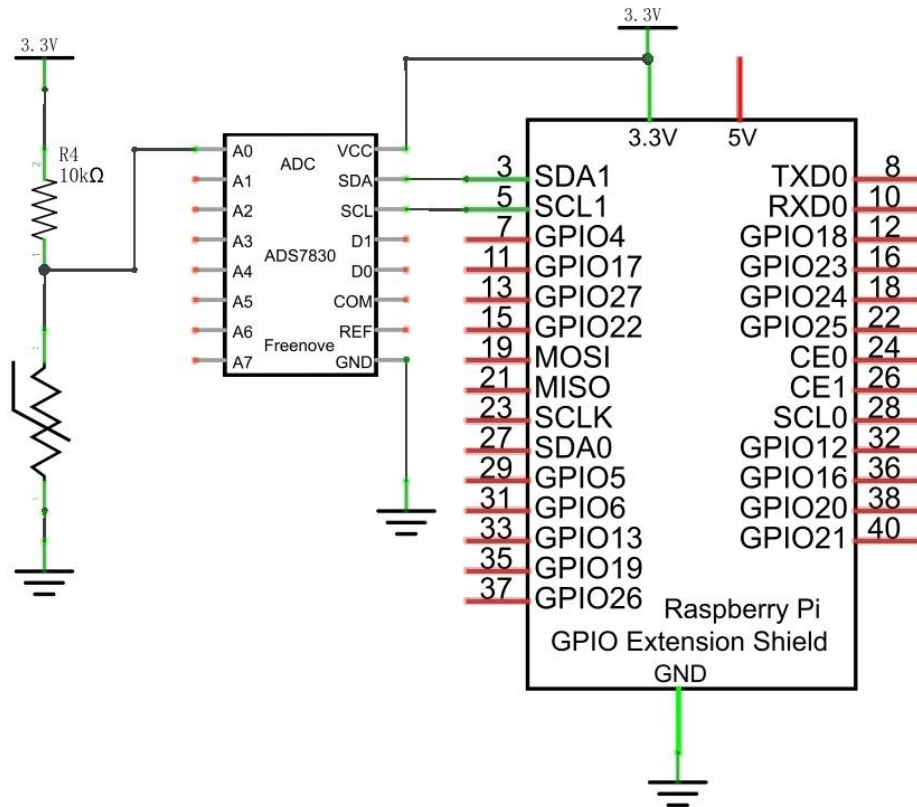 3.3V
R4
10kΩ
2
1
2
1
3.3V
ADC
ADS7830
Freenove
A0
A1
A2
A3
A4
A5
A6
A7
VCC
SDA
SCL
D1
D0
COM
REF
GND
3.3V 5V
3 SDA1 TXD0 8
5 SCL1 RXD0 10
7 GPIO4 GPIO18 12
11 GPIO17 GPIO23 16
13 GPIO27 GPIO24 18
15 GPIO22 GPIO25 22
19 MOSI CE0 24
21 MISO CE1 26
23 SCLK SCL0 28
27 SDA0 GPIO12 32
29 GPIO5 GPIO16 36
31 GPIO6 GPIO20 38
33 GPIO13 GPIO21 40
35 GPIO19
37 GPIO26
Raspberry Pi
GPIO Extension Shield
GND